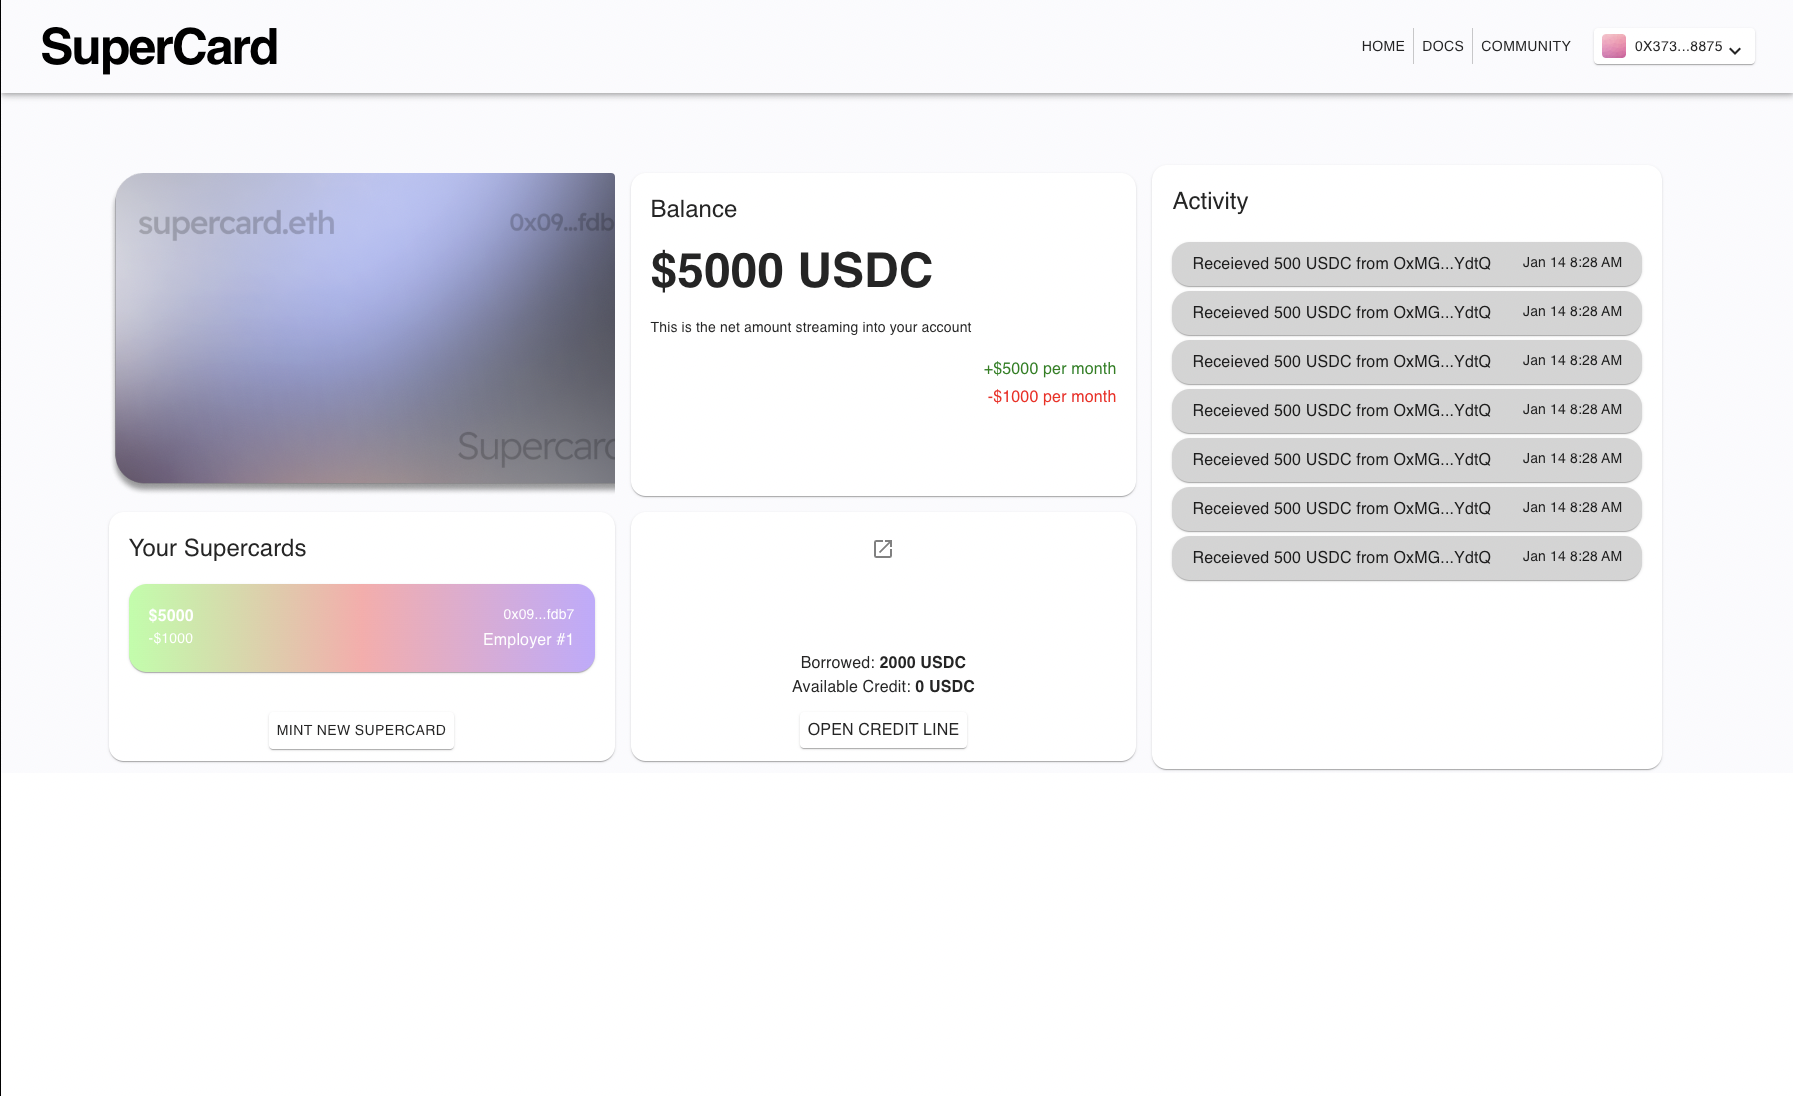 SuperCard
HOME
DOCS
COMMUNITY
0X373...8875
supercard.eth
0x09...fdb
Supercard
Balance
$5000 USDC
This is the net amount streaming into your account
+$5000 per month
-$1000 per month
Your Supercards
$5000
0x09...fdb7
-$1000
Employer #1
MINT NEW SUPERCARD
Borrowed: 2000 USDC
Available Credit: 0 USDC
OPEN CREDIT LINE
Activity
Receieved 500 USDC from OxMG...YdtQ Jan 14 8:28 AM
Receieved 500 USDC from OxMG...YdtQ Jan 14 8:28 AM
Receieved 500 USDC from OxMG...YdtQ Jan 14 8:28 AM
Receieved 500 USDC from OxMG...YdtQ Jan 14 8:28 AM
Receieved 500 USDC from OxMG...YdtQ Jan 14 8:28 AM
Receieved 500 USDC from OxMG...YdtQ Jan 14 8:28 AM
Receieved 500 USDC from OxMG...YdtQ Jan 14 8:28 AM